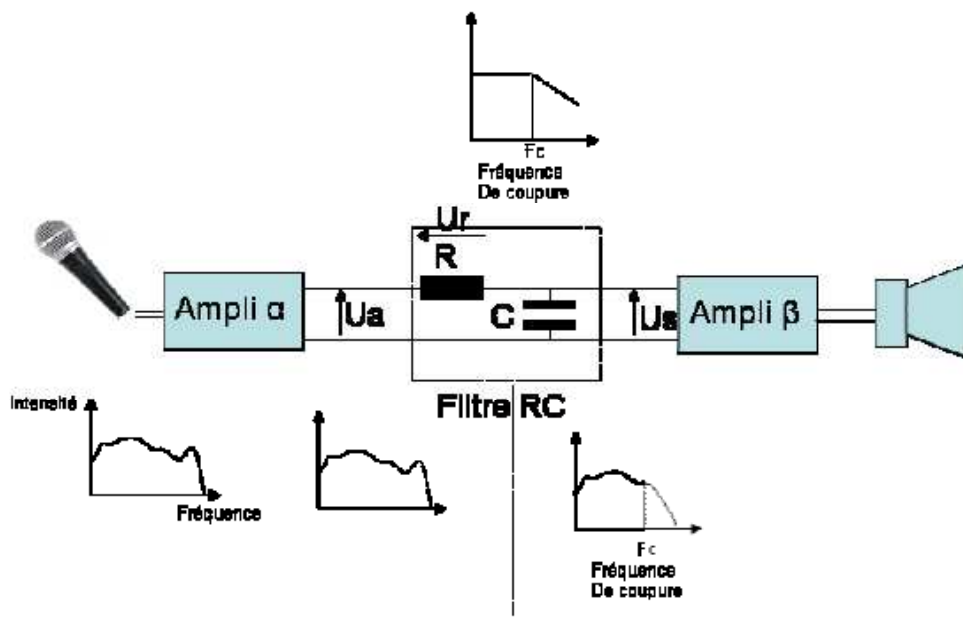 Fc
Fréquence
De coupure
Ur
R
Ampli α
Ua
C
Us
Ampli β
Filtre RC
Intensité
Fréquence
Fc
Fréquence
De coupure